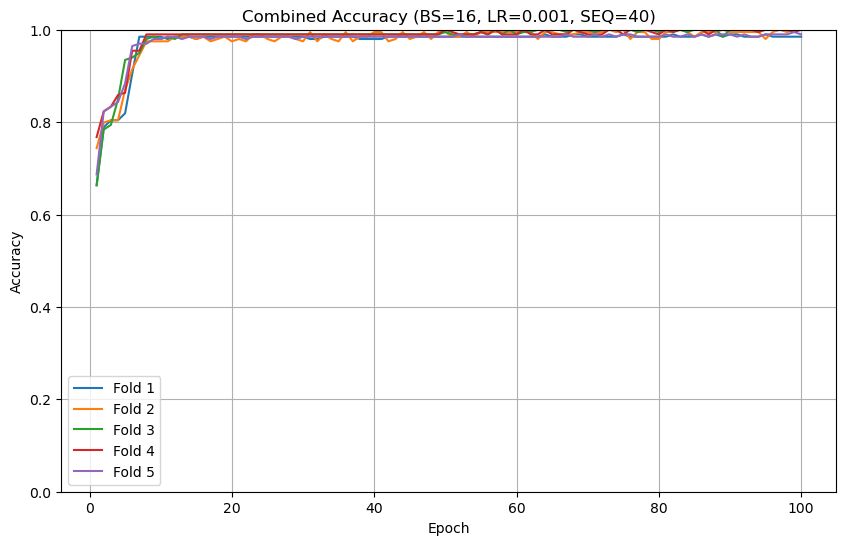 Combined Accuracy (BS=16, LR=0.001, SEQ=40)
1.0
0.8
0.6
0.4
0.2
0.0
Accuracy
Fold 1
Fold 2
Fold 3
Fold 4
Fold 5
0 20 40 60 80 100
Epoch